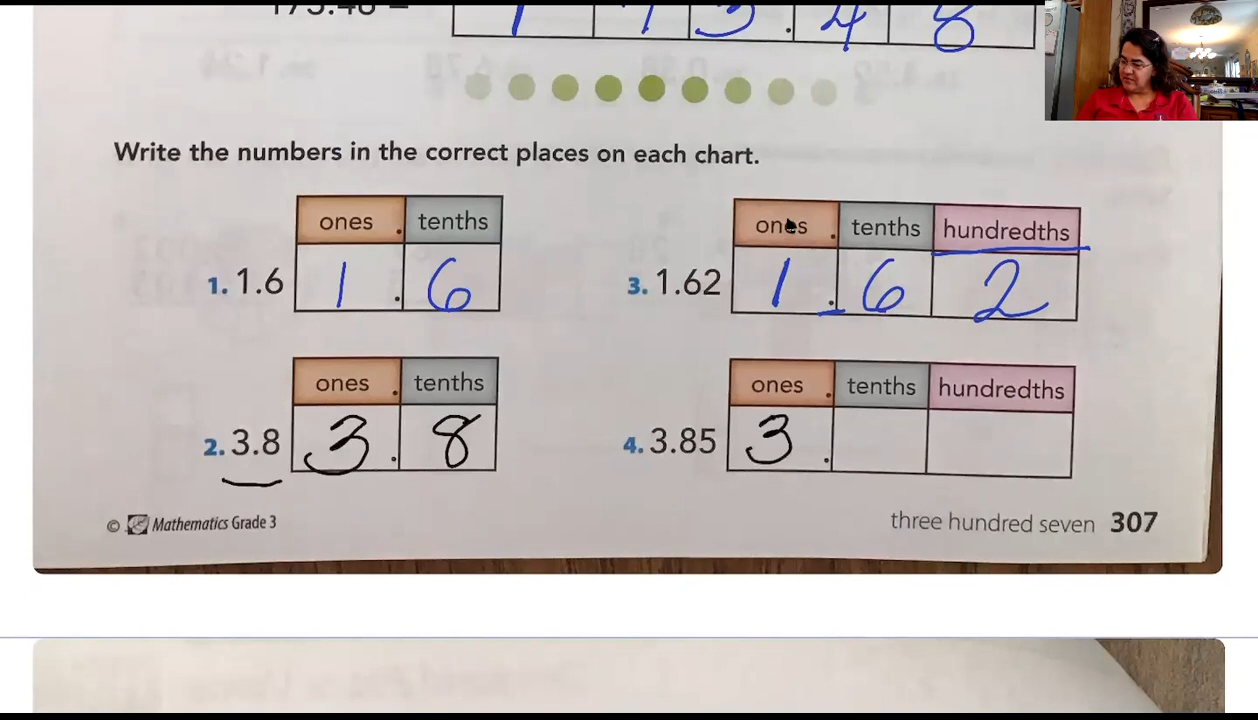 173.48 =
1 7 3 . 4 8
Write the numbers in the correct places on each chart.
ones . tenths
1. 1.6 1 . 6
ones . tenths hundredths
3. 1.62 1 . 6 2
ones . tenths
2. 3.8 3 . 8
ones . tenths hundredths
4. 3.85 3 .
© Mathematics Grade 3
three hundred seven 307